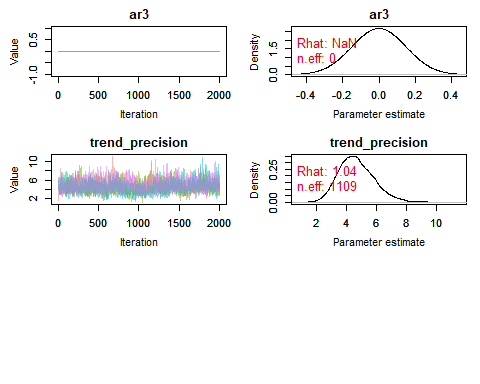 ar3
Value
-1.0 0.5
0 500 1000 1500 2000
Iteration
ar3
Density
0.0 1.5
Rhat: NaN
n.eff: 0
-0.4 -0.2 0.0 0.2 0.4
Parameter estimate
trend_precision
Value
2 6 10
0 500 1000 1500 2000
Iteration
trend_precision
Density
0.00 0.25
Rhat: 1.04
n.eff: 1109
2 4 6 8 10
Parameter estimate